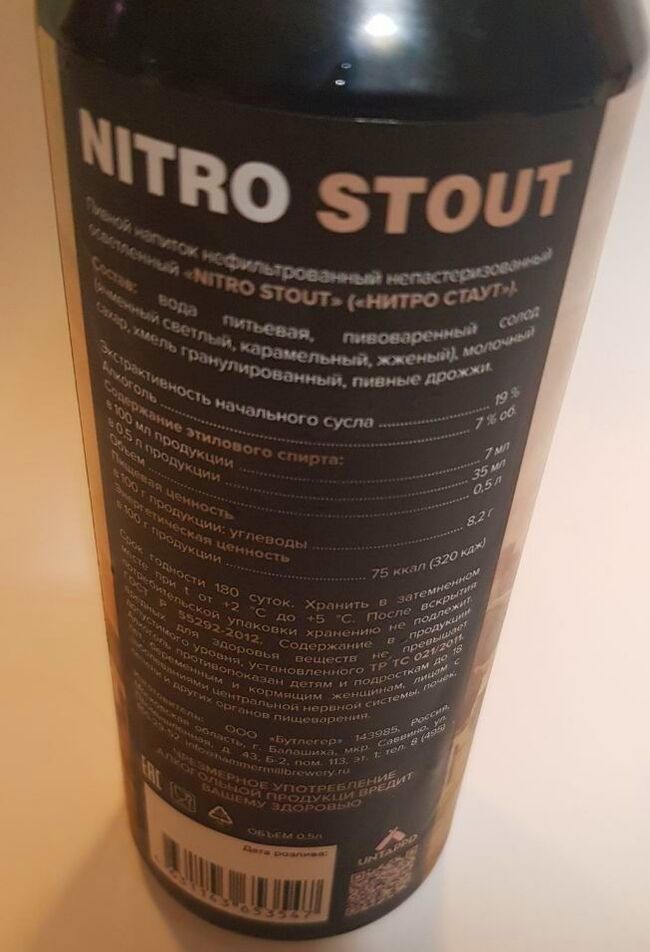 NITRO STOUT
Пивной напиток нефильтрованный непастеризованный
осветленный «NITRO STOUT» («НИТРО СТАУТ»).
Состав: вода питьевая, пивоваренный солод
(ячменный светлый, карамельный, жженый), молочный
сахар, хмель гранулированный, пивные дрожжи.
Экстрактивность начального сусла 19 %
Алкоголь 7 % об.
Содержание этилового спирта:
в 100 мл продукции 7 мл
в 0,5 л продукции 35 мл
Объем 0,5 л
Пищевая ценность
в 100 г продукции: углеводы 8,2 г
Энергетическая ценность
в 100 г продукции 75 ккал (320 кдж)
Срок годности 180 суток. Хранить в затемненном
месте при t от +2 °C до +5 °C. После вскрытия
потребительской упаковки хранению не подлежит.
ГОСТ Р 55292-2012. Содержание в продукции
вредных для здоровья веществ не превышает
допустимого уровня, установленного ТР ТС 021/2011.
Алкоголь противопоказан детям и подросткам до 18
лет, беременным и кормящим женщинам, лицам с
заболеваниями центральной нервной системы, почек,
печени и других органов пищеварения.
Изготовитель: ООО «Бутлегер» 143985, Россия,
Московская область, г. Балашиха, мкр. Саввино, ул.
д. 43, Б-2, пом. 113, эт. 1; тел. 8 (495)
info@hammermillbrewery.ru
ЧРЕЗМЕРНОЕ УПОТРЕБЛЕНИЕ
АЛКОГОЛЬНОЙ ПРОДУКЦИ ВРЕДИТ
ВАШЕМУ ЗДОРОВЬЮ
EAC
ОБЪЕМ 0.5л
Дата розлива:
UNTAPPD